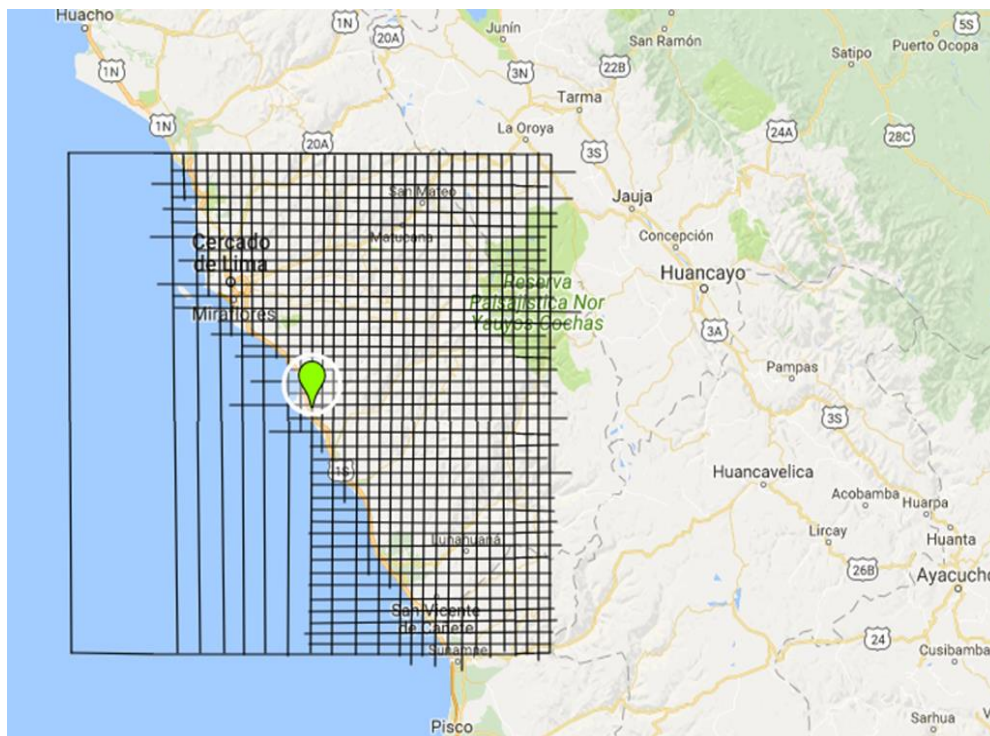 Huacho
1N
20A
Junín
5S
San Ramón
Puerto Ocopa
Satipo
1N
3N
22B
Tarma
1N
La Oroya
24A
28C
20A
3S
San Mateo
Jauja
Matucana
Concepción
Cercado
de Lima
Huancayo
Reserva
Paisajística Nor
Yauyos Cochas
Miraflores
3A
Pampas
3S
1S
Huancavelica
Acobamba
Huarpa
Lircay
Huanta
Lunahuaná
26B
Ayacucho
San Vicente
de Cañete
24
Sunampe
Cusibamba
Sarhua
V
Pisco